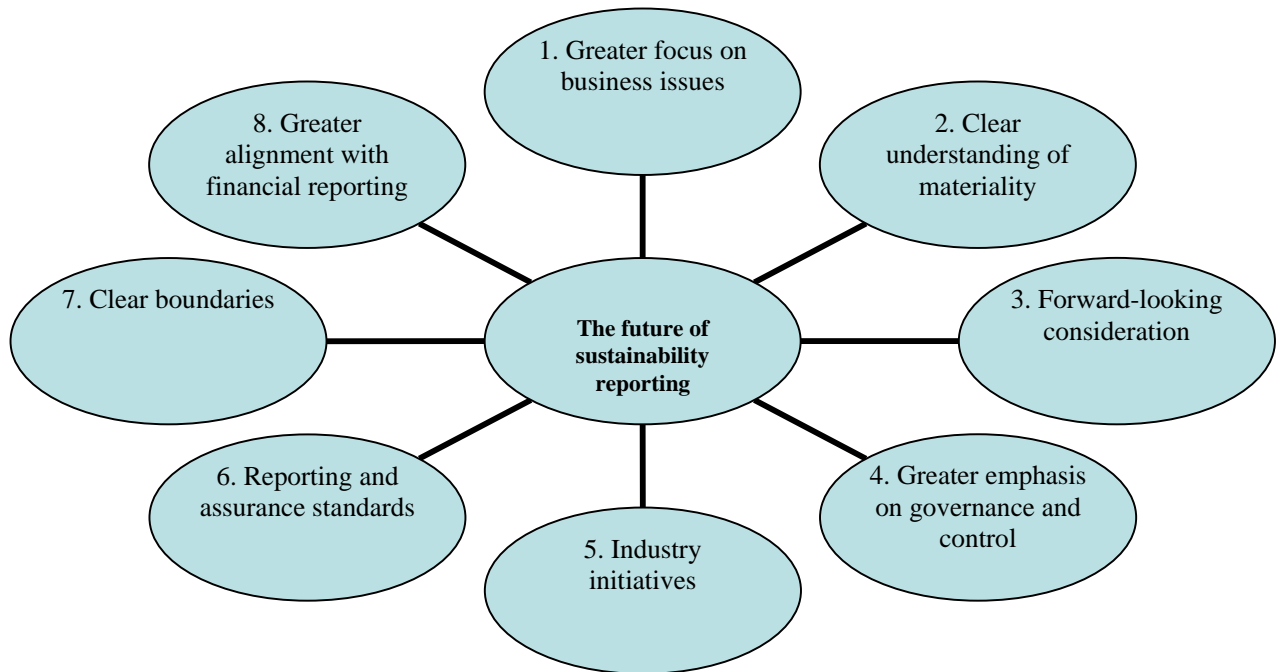 1. Greater focus on
business issues
2. Clear
understanding of
materiality
3. Forward-looking
consideration
4. Greater emphasis
on governance and
control
5. Industry
initiatives
6. Reporting and
assurance standards
7. Clear boundaries
8. Greater
alignment with
financial reporting
The future of
sustainability
reporting